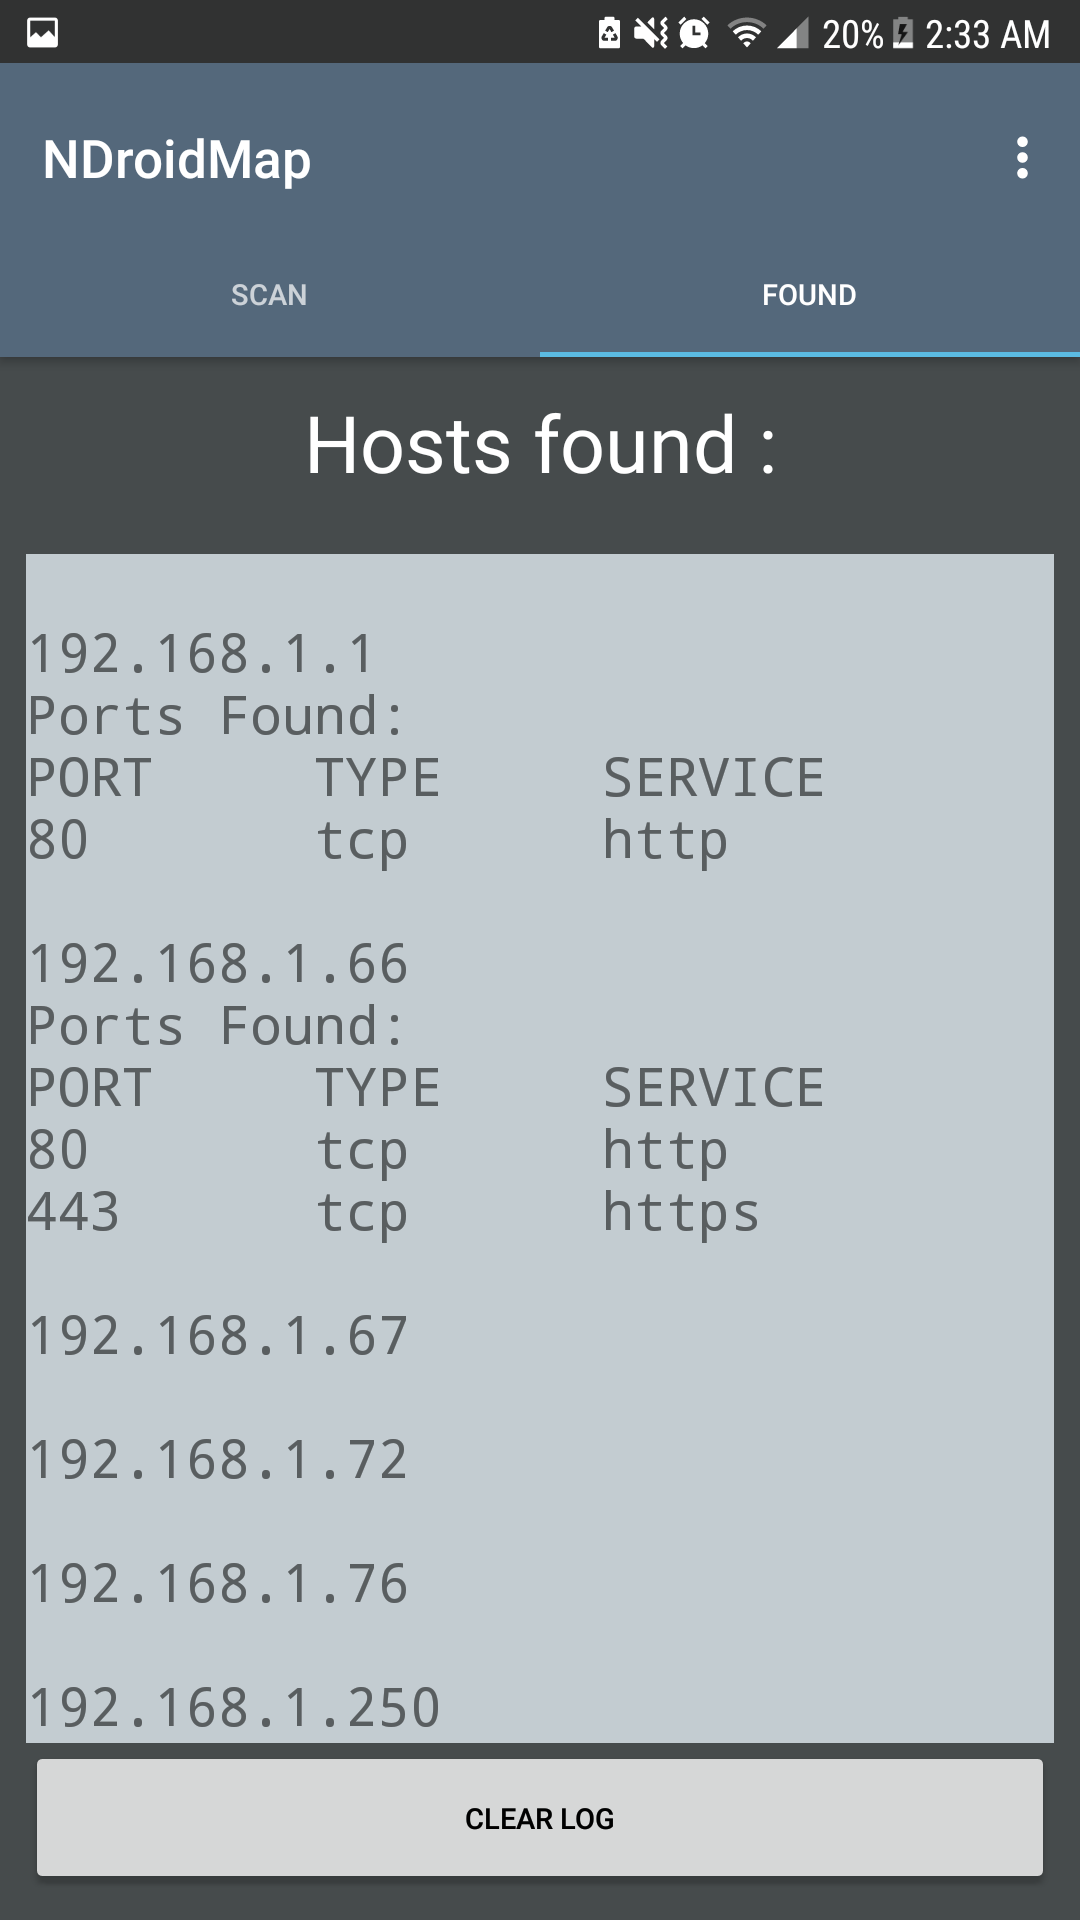 20% 2:33 AM
NDroidMap
SCAN FOUND
Hosts found :
192.168.1.1
Ports Found:
PORT TYPE SERVICE
80 tcp http
192.168.1.66
Ports Found:
PORT TYPE SERVICE
80 tcp http
443 tcp https
192.168.1.67
192.168.1.72
192.168.1.76
192.168.1.250
CLEAR LOG